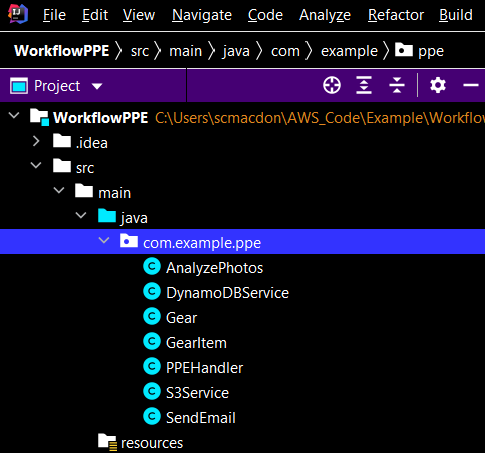 IJ File Edit View Navigate Code Analyze Refactor Build
WorkflowPPE src main java com example ppe
Project
WorkflowPPE C:\Users\scmacdon\AWS_Code\Example\Workflow
.idea
src
main
java
com.example.ppe
C AnalyzePhotos
C DynamoDBService
C Gear
C GearItem
C PPEHandler
C S3Service
C SendEmail
resources